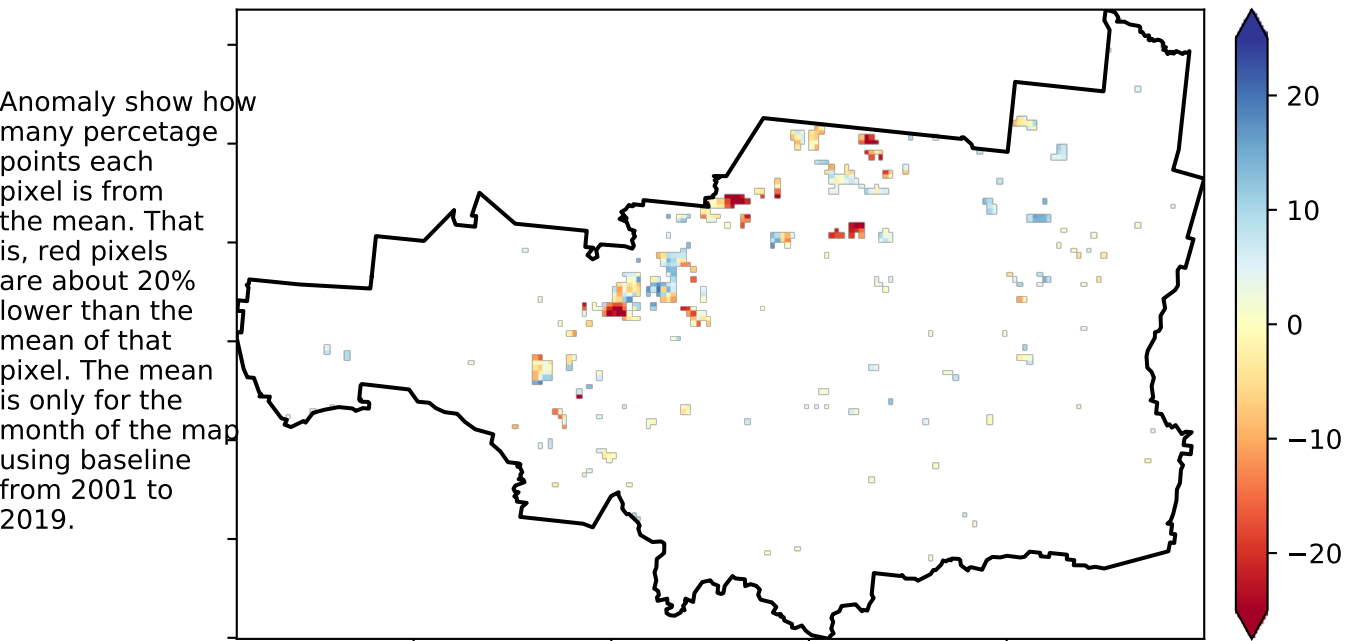 Anomaly show how
many percetage
points each
pixel is from
the mean. That
is, red pixels
are about 20%
lower than the
mean of that
pixel. The mean
is only for the
month of the map
using baseline
from 2001 to
2019.
20
10
0
−10
−20